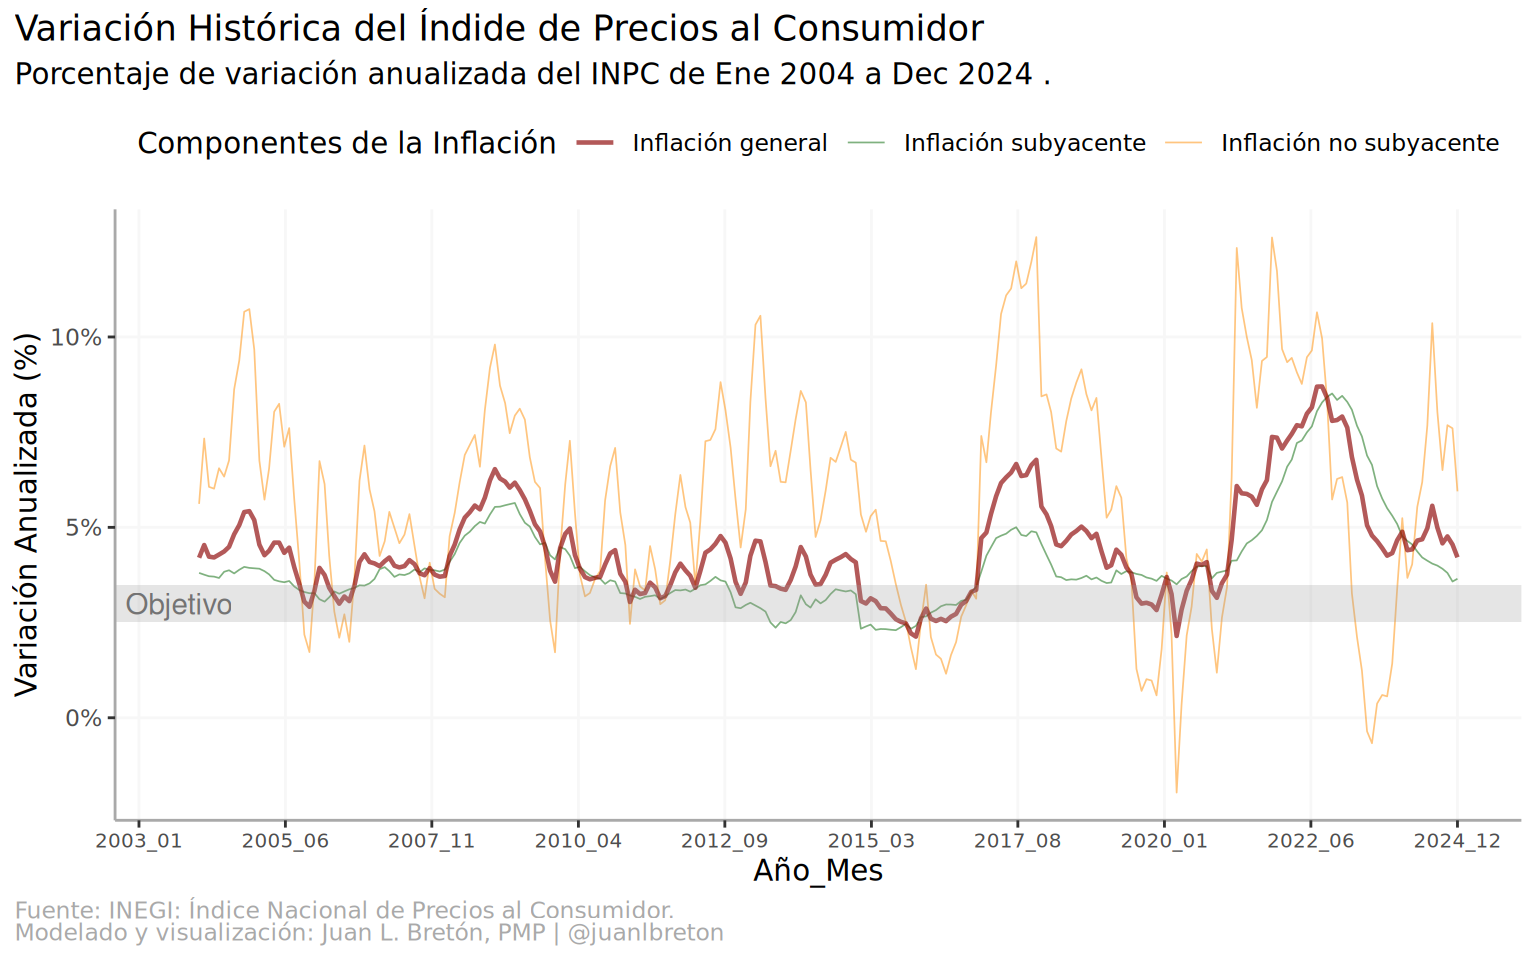 Variación Histórica del Índide de Precios al Consumidor
Porcentaje de variación anualizada del INPC de Ene 2004 a Dec 2024 .
Componentes de la Inflación Inflación general Inflación subyacente Inflación no subyacente
Variación Anualizada (%)
10%
5%
0%
Objetivo
2003_01 2005_06 2007_11 2010_04 2012_09 2015_03 2017_08 2020_01 2022_06 2024_12
Año_Mes
Fuente: INEGI: Índice Nacional de Precios al Consumidor.
Modelado y visualización: Juan L. Bretón, PMP | @juanlbreton